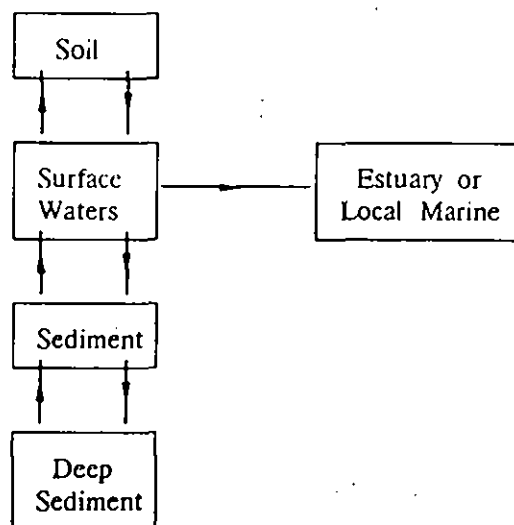 Soil
Surface
Waters
Estuary or
Local Marine
Sediment
Deep
Sediment